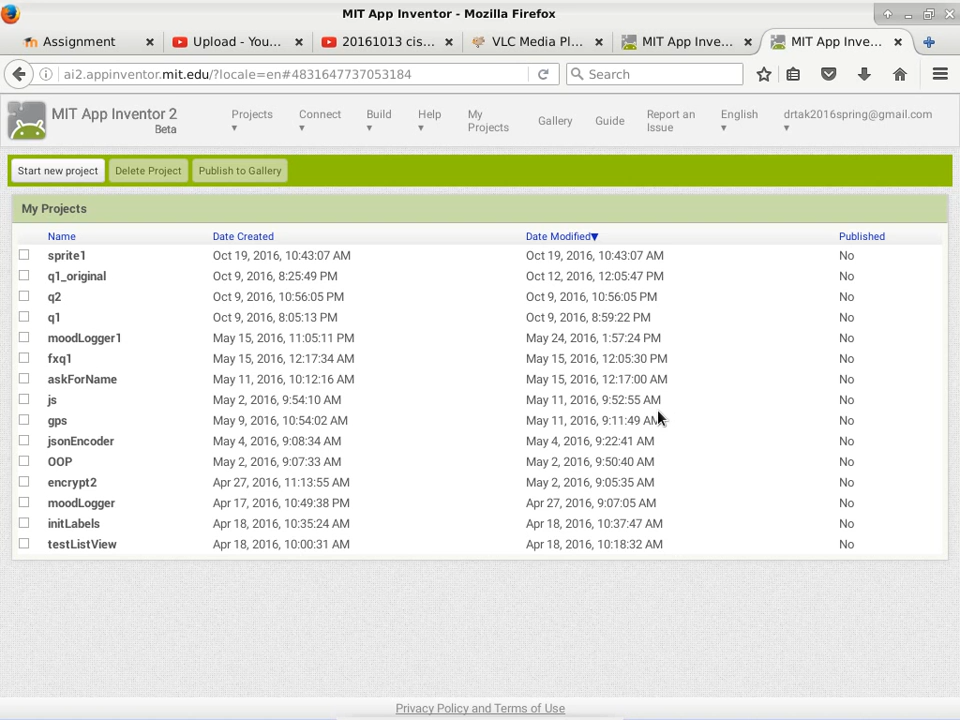 MIT App Inventor - Mozilla Firefox
Assignment
Upload - You...
20161013 cis...
VLC Media Pl...
MIT App Inve...
MIT App Inve...
ai2.appinventor.mit.edu/?locale=en#4831647737053184
Search
MIT App Inventor 2
Beta
Projects
Connect
Build
Help
My Projects
Gallery
Guide
Report an Issue
English
drtak2016spring@gmail.com
Start new project
Delete Project
Publish to Gallery
My Projects
Name Date Created Date Modified▼ Published
sprite1 Oct 19, 2016, 10:43:07 AM Oct 19, 2016, 10:43:07 AM No
q1_original Oct 9, 2016, 8:25:49 PM Oct 12, 2016, 12:05:47 PM No
q2 Oct 9, 2016, 10:56:05 PM Oct 9, 2016, 10:56:05 PM No
q1 Oct 9, 2016, 8:05:13 PM Oct 9, 2016, 8:59:22 PM No
moodLogger1 May 15, 2016, 11:05:11 PM May 24, 2016, 1:57:24 PM No
fxq1 May 15, 2016, 12:17:34 AM May 15, 2016, 12:05:30 PM No
askForName May 11, 2016, 10:12:16 AM May 15, 2016, 12:17:00 AM No
js May 2, 2016, 9:54:10 AM May 11, 2016, 9:52:55 AM No
gps May 9, 2016, 10:54:02 AM May 11, 2016, 9:11:49 AM No
jsonEncoder May 4, 2016, 9:08:34 AM May 4, 2016, 9:22:41 AM No
OOP May 2, 2016, 9:07:33 AM May 2, 2016, 9:50:40 AM No
encrypt2 Apr 27, 2016, 11:13:55 AM May 2, 2016, 9:05:35 AM No
moodLogger Apr 17, 2016, 10:49:38 PM Apr 27, 2016, 9:07:05 AM No
initLabels Apr 18, 2016, 10:35:24 AM Apr 18, 2016, 10:37:47 AM No
testListView Apr 18, 2016, 10:00:31 AM Apr 18, 2016, 10:18:32 AM No
Privacy Policy and Terms of Use